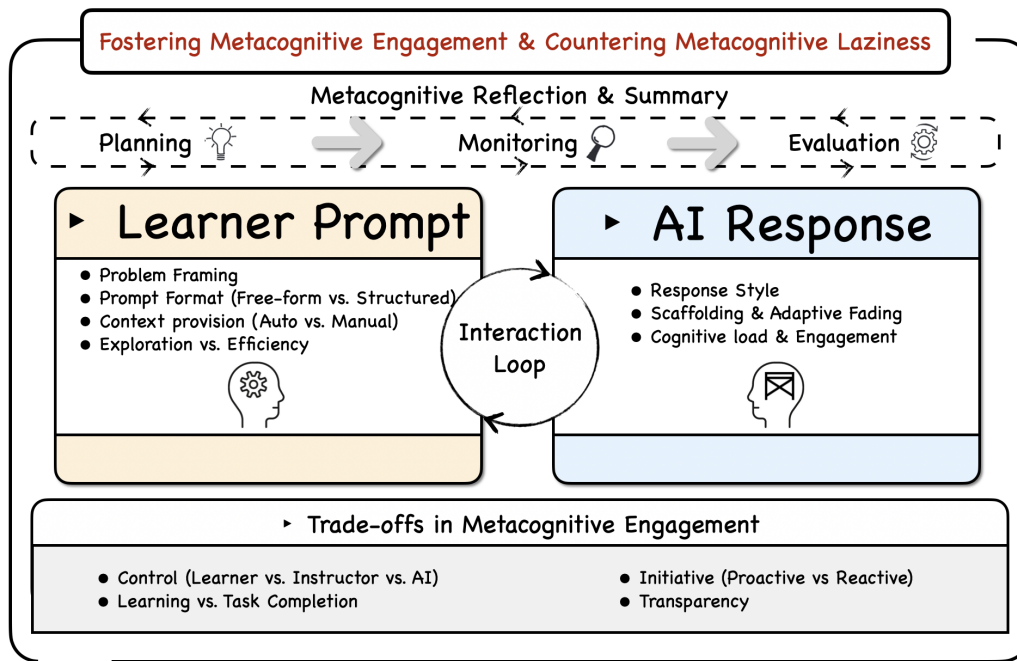 Fostering Metacognitive Engagement & Countering Metacognitive Laziness
Metacognitive Reflection & Summary
Planning
Monitoring
Evaluation
Learner Prompt
Problem Framing
Prompt Format (Free-form vs. Structured)
Context provision (Auto vs. Manual)
Exploration vs. Efficiency
Interaction
Loop
AI Response
Response Style
Scaffolding & Adaptive Fading
Cognitive load & Engagement
Trade-offs in Metacognitive Engagement
Control (Learner vs. Instructor vs. AI)
Learning vs. Task Completion
Initiative (Proactive vs Reactive)
Transparency